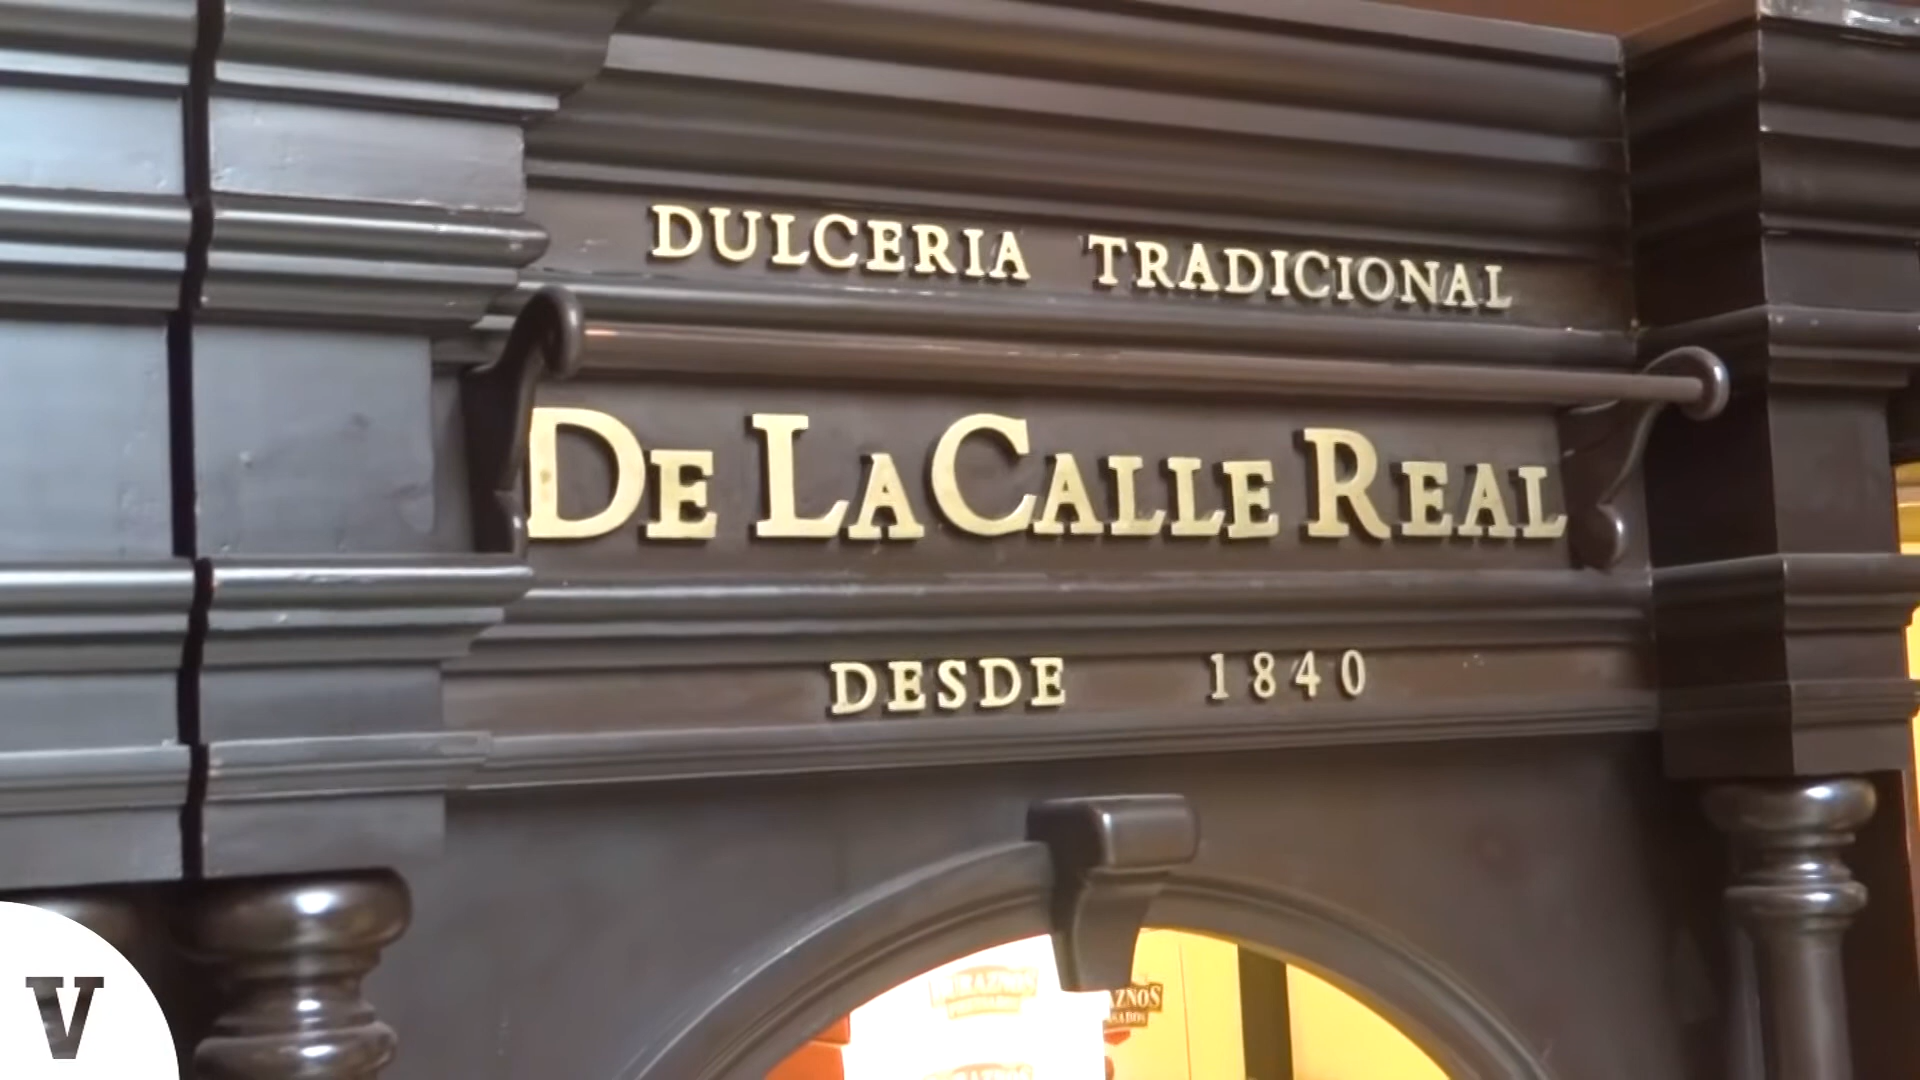 DULCERIA TRADICIONAL
DE LA CALLE REAL
DESDE 1840
V